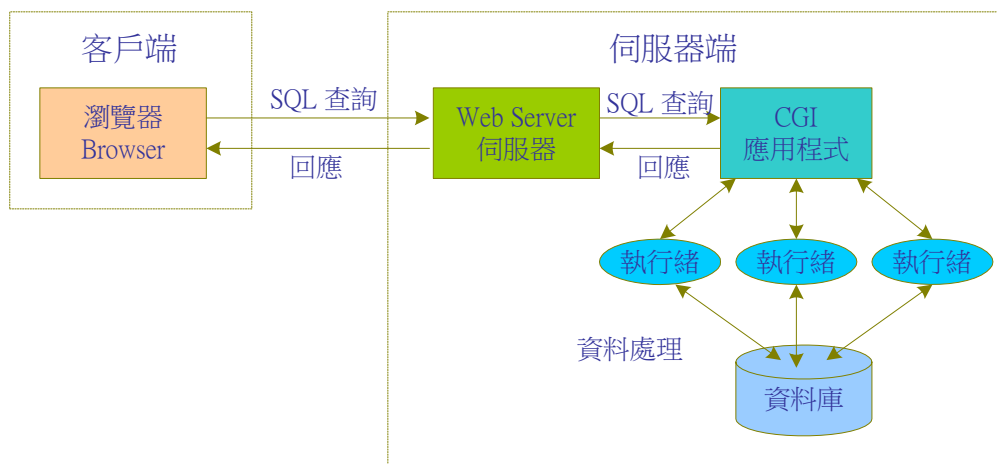 客戶端
伺服器端
瀏覽器
Browser
SQL 查詢
回應
Web Server
伺服器
SQL 查詢
回應
CGI
應用程式
執行緒
執行緒
執行緒
資料處理
資料庫